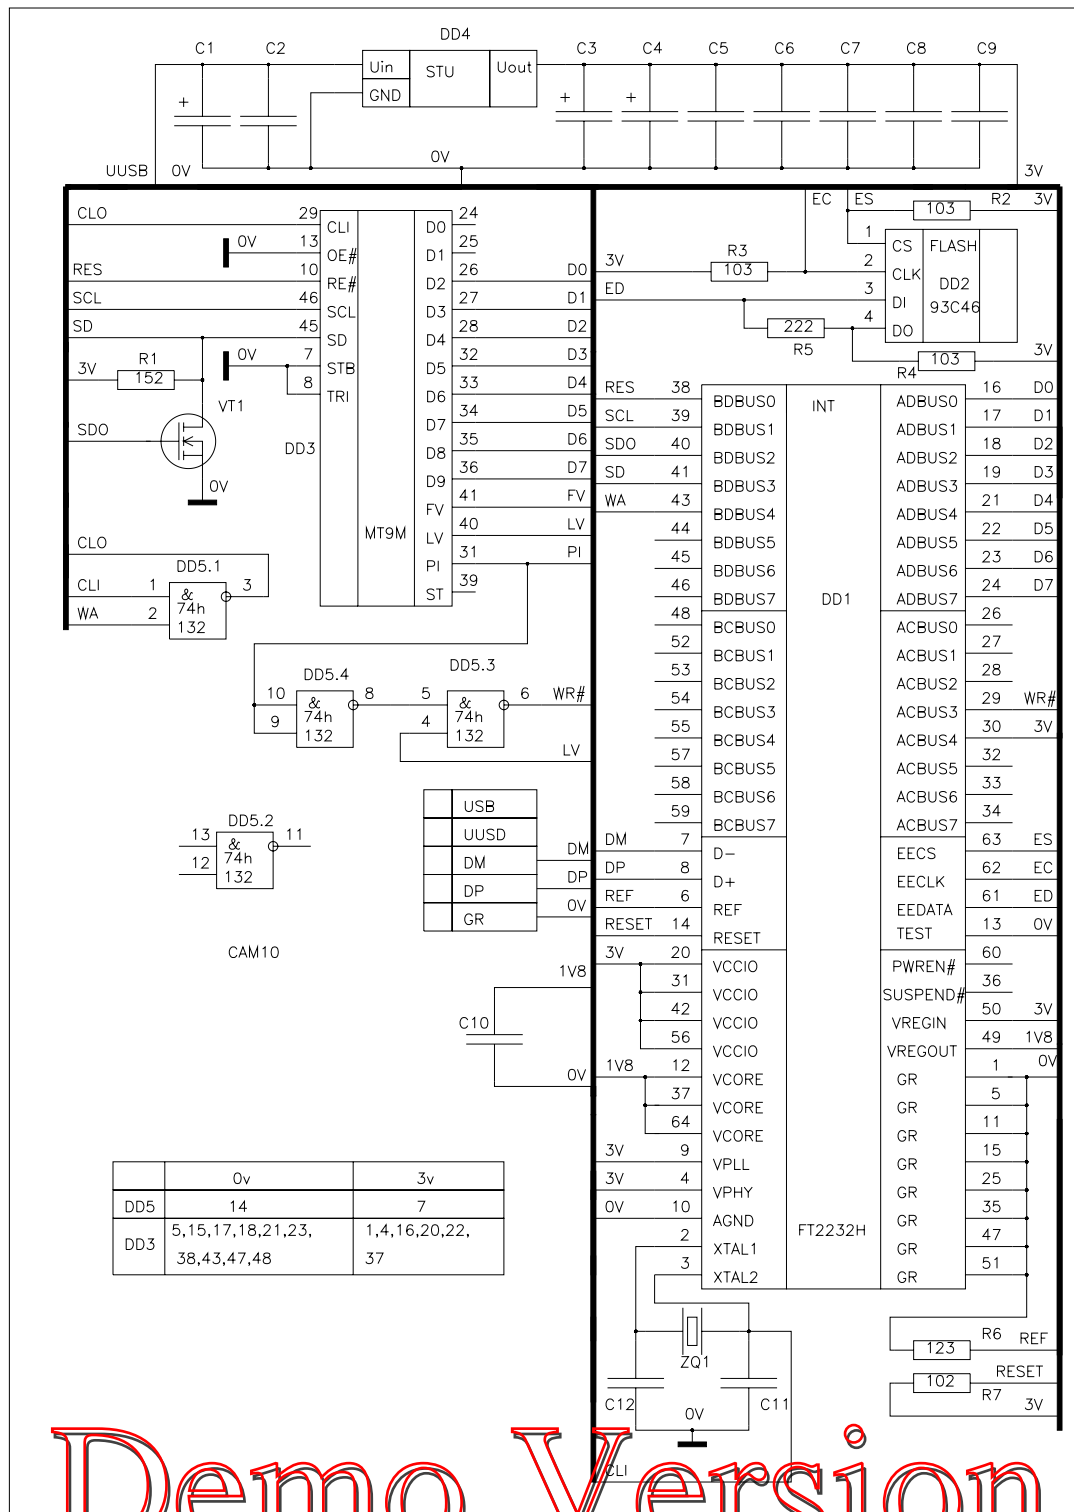 DD4
C1 C2 C3 C4 C5 C6 C7 C8 C9
Uin STU Uout
GND
+ + +
UUSB 0V 0V 3V
CLO 29 CLI D0 24
0V 13 OE# D1 25
RES 10 RE# D2 26 D0
SCL 46 SCL D3 27 D1
SD 45 SD D4 28 D2
0V 7 STB D5 32 D3
8 TRI D6 33 D4
D7 34 D5
D8 35 D6
D9 36 D7
FV 41 FV
LV 40 LV
PI 31 PI
ST 39
DD3
MT9M
3V R1
152
VT1
SDO
0V
CLO
DD5.1
CLI 1 & 3
WA 2 74h
132
EC ES R2 3V
103
3V R3
103
ED
1 CS FLASH
2 CLK DD2
3 DI 93C46
4 DO
222
R5
103 3V
R4
RES 38 BDBUS0 INT ADBUS0 16 D0
SCL 39 BDBUS1 ADBUS1 17 D1
SDO 40 BDBUS2 ADBUS2 18 D2
SD 41 BDBUS3 ADBUS3 19 D3
WA 43 BDBUS4 ADBUS4 21 D4
44 BDBUS5 ADBUS5 22 D5
45 BDBUS6 ADBUS6 23 D6
46 BDBUS7 DD1 ADBUS7 24 D7
48 BCBUS0 ACBUS0 26
52 BCBUS1 ACBUS1 27
53 BCBUS2 ACBUS2 28
54 BCBUS3 ACBUS3 29 WR#
55 BCBUS4 ACBUS4 30 3V
57 BCBUS5 ACBUS5 32
58 BCBUS6 ACBUS6 33
59 BCBUS7 ACBUS7 34
DM 7 D- EECS 63 ES
DP 8 D+ EECLK 62 EC
REF 6 REF EEDATA 61 ED
RESET 14 RESET TEST 13 0V
3V 20 VCCIO PWREN# 60
31 VCCIO SUSPEND# 36
42 VCCIO VREGIN 50 3V
56 VCCIO VREGOUT 49 1V8
1V8 12 VCORE GR 1 0V
37 VCORE GR 5
64 VCORE GR 11
3V 9 VPLL GR 15
3V 4 VPHY GR 25
0V 10 AGND GR 35
2 XTAL1 FT2232H GR 47
3 XTAL2 GR 51
DD5.4 DD5.3
10 & 8 5 & 6 WR#
9 74h 4 74h
132 132
LV
DD5.2
13 & 11
12 74h
132
USB
UUSD
DM DM
DP DP
GR 0V
CAM10
1V8
C10
0V
0v 3v
DD5 14 7
DD3 5,15,17,18,21,23, 1,4,16,20,22,
38,43,47,48 37
ZQ1
C12 C11
0V
CLI
R6
123 REF
RESET
102
R7
3V
Demo Version